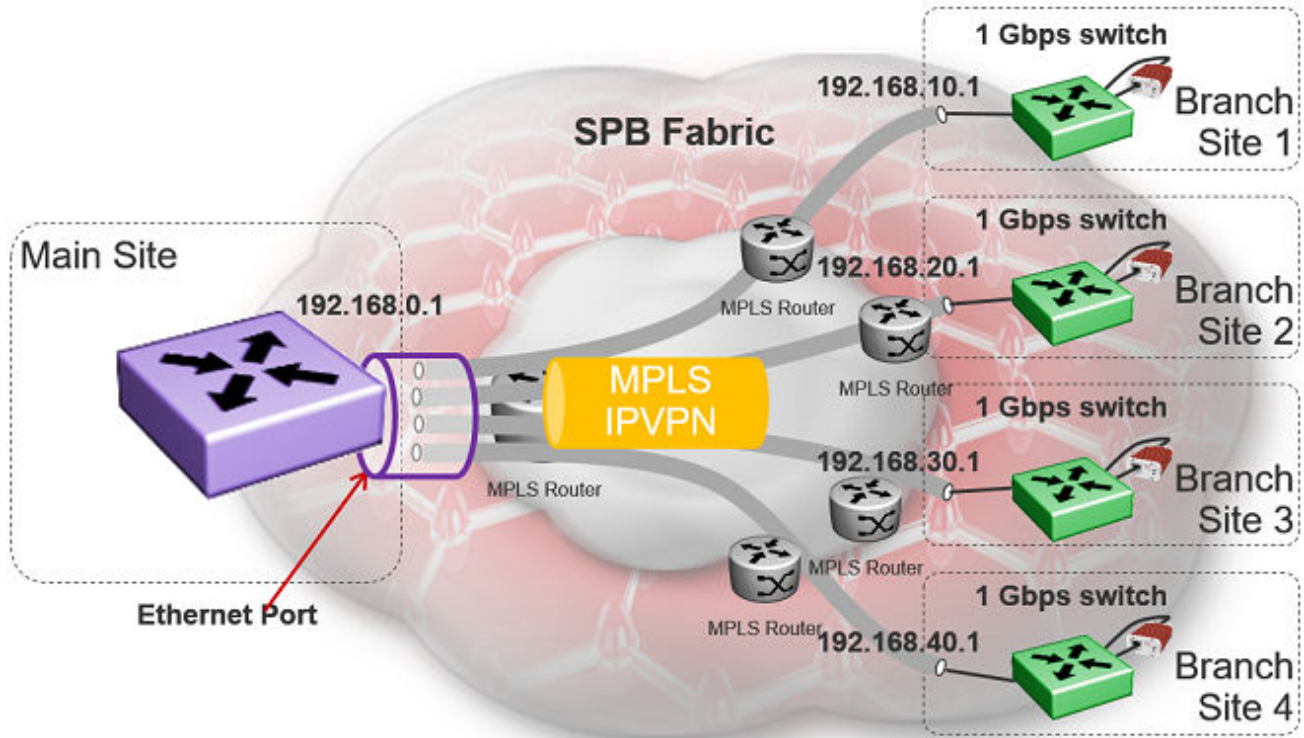 1 Gbps switch
192.168.10.1
Branch
Site 1
SPB Fabric
1 Gbps switch
Main Site
192.168.20.1
Branch
Site 2
192.168.0.1
MPLS Router
MPLS
IPVPN
MPLS Router
1 Gbps switch
192.168.30.1
Branch
Site 3
MPLS Router
MPLS Router
1 Gbps switch
Ethernet Port
MPLS Router
192.168.40.1
Branch
Site 4